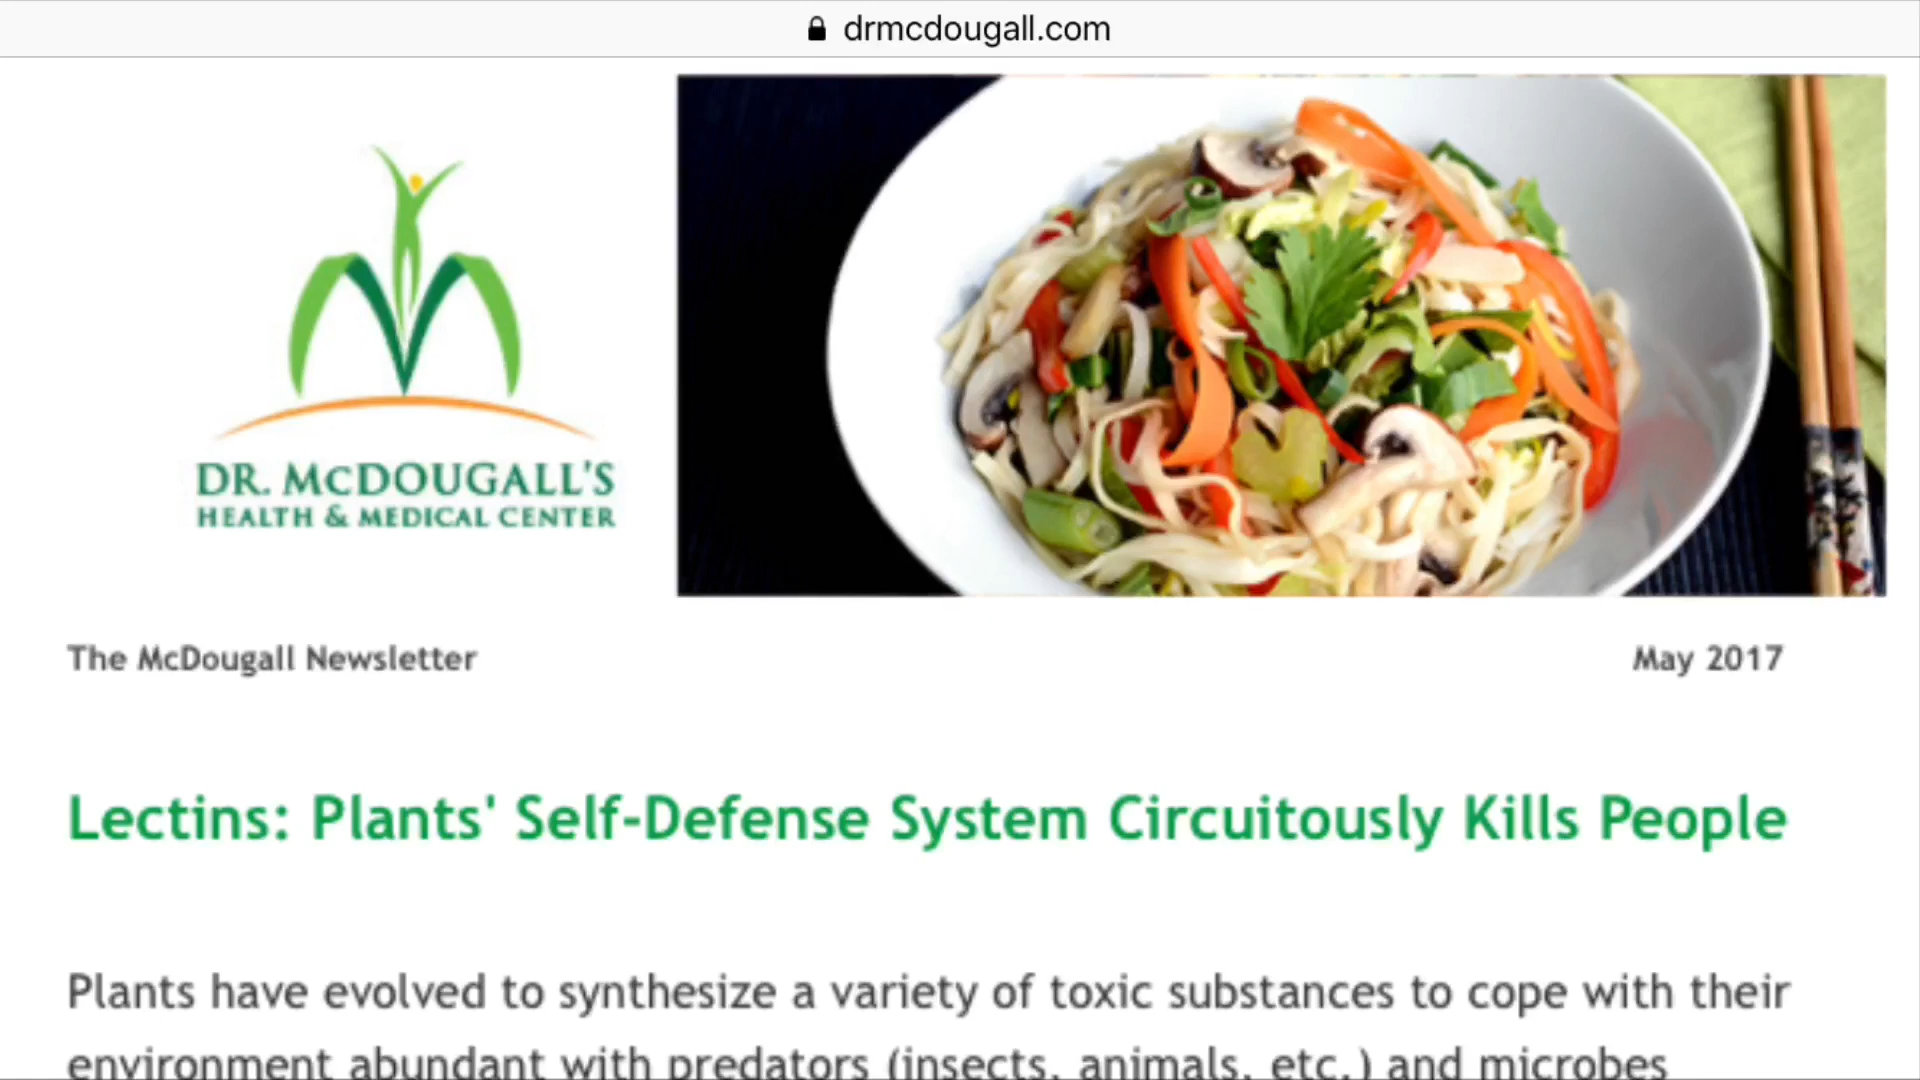 drmcdougall.com
DR. McDOUGALL'S
HEALTH & MEDICAL CENTER
The McDougall Newsletter
May 2017
Lectins: Plants' Self-Defense System Circuitously Kills People
Plants have evolved to synthesize a variety of toxic substances to cope with their
environment abundant with predators (insects, animals, etc.) and microbes